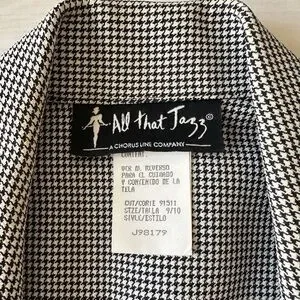 All that Jazz©
A CHORUS LINE COMPANY
VER AL REVERSO
PARA EL CUIDADO
Y CONTENIDO DE LA
TELA
CUT/CORTE 91511
SIZE/TALLA 9/10
STYLE/ESTILO
J98179